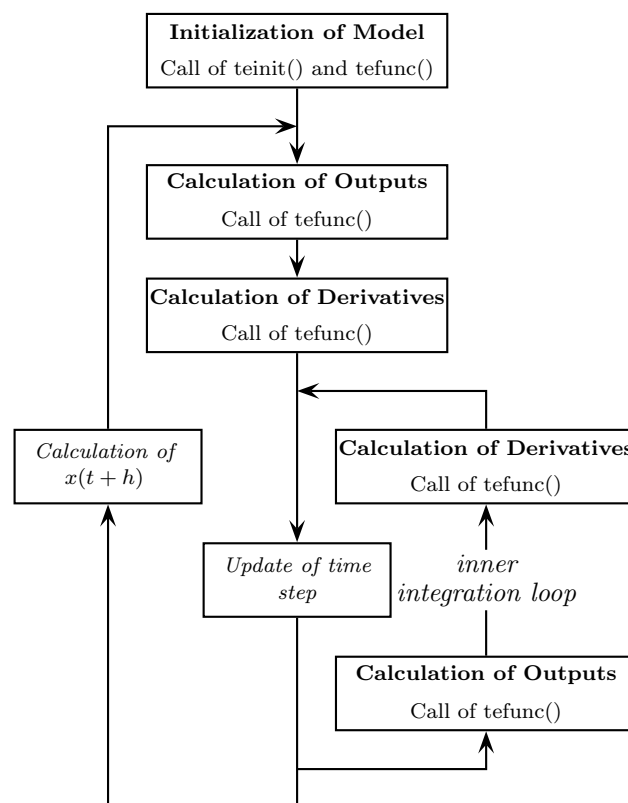 Initialization of Model
Call of teinit() and tefunc()
Calculation of Outputs
Call of tefunc()
Calculation of Derivatives
Call of tefunc()
Calculation of
x(t + h)
Calculation of Derivatives
Call of tefunc()
Update of time
step
inner
integration loop
Calculation of Outputs
Call of tefunc()